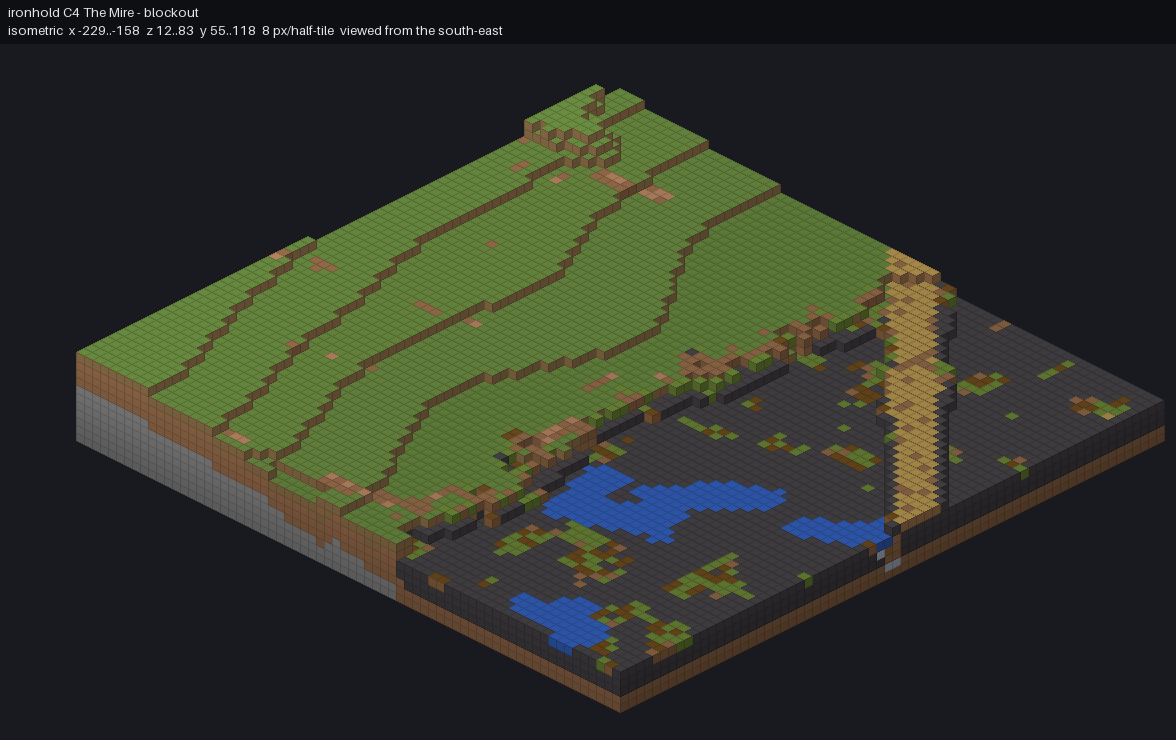 ironhold C4 The Mire - blockout
isometric  x -229..-158  z 12..83  y 55..118  8 px/half-tile  viewed from the south-east